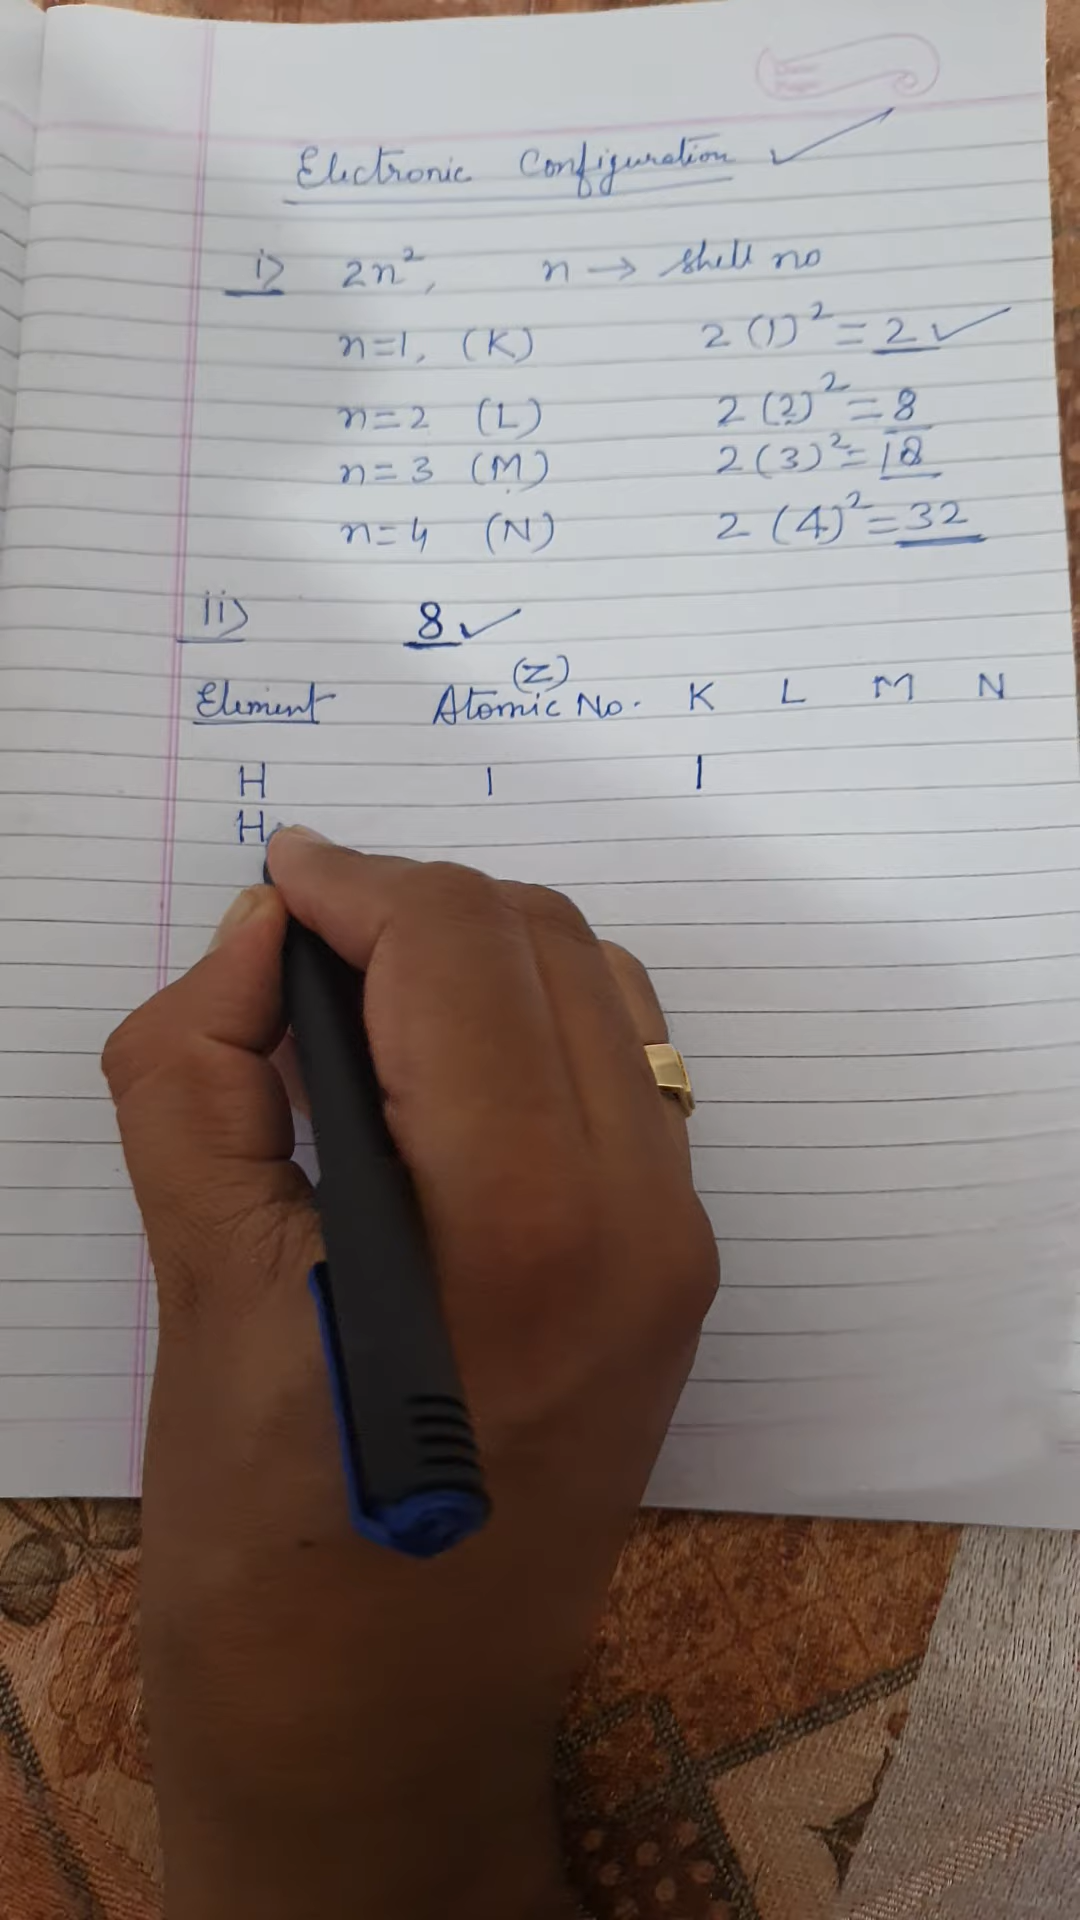 Electronic Configuration
i) 2n², n → shell no
n=1, (K) 2(1)² = 2
n=2 (L) 2(2)² = 8
n=3 (M) 2(3)² = 18
n=4 (N) 2(4)² = 32
ii) 8
(Z)
Element Atomic No. K L M N
H 1 1